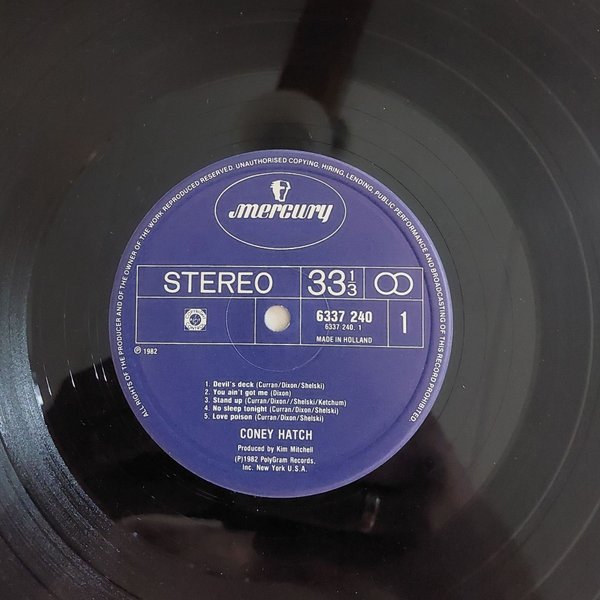 ALL RIGHTS OF THE PRODUCER AND OF THE OWNER OF THE WORK REPRODUCED RESERVED. UNAUTHORISED COPYING, HIRING, LENDING, PUBLIC PERFORMANCE AND BROADCASTING OF THIS RECORD PROHIBITED.
mercury
STEREO 33 1/3
6337 240 1
6337 240. 1
MADE IN HOLLAND
℗ 1982
1. Devil's deck (Curran/Dixon/Shelski)
2. You ain't got me (Dixon)
3. Stand up (Curran/Dixon//Shelski/Ketchum)
4. No sleep tonight (Curran/Dixon/Shelski)
5. Love poison (Curran/Dixon/Shelski)
CONEY HATCH
Produced by Kim Mitchell
(P)1982 PolyGram Records,
Inc. New York U.S.A.